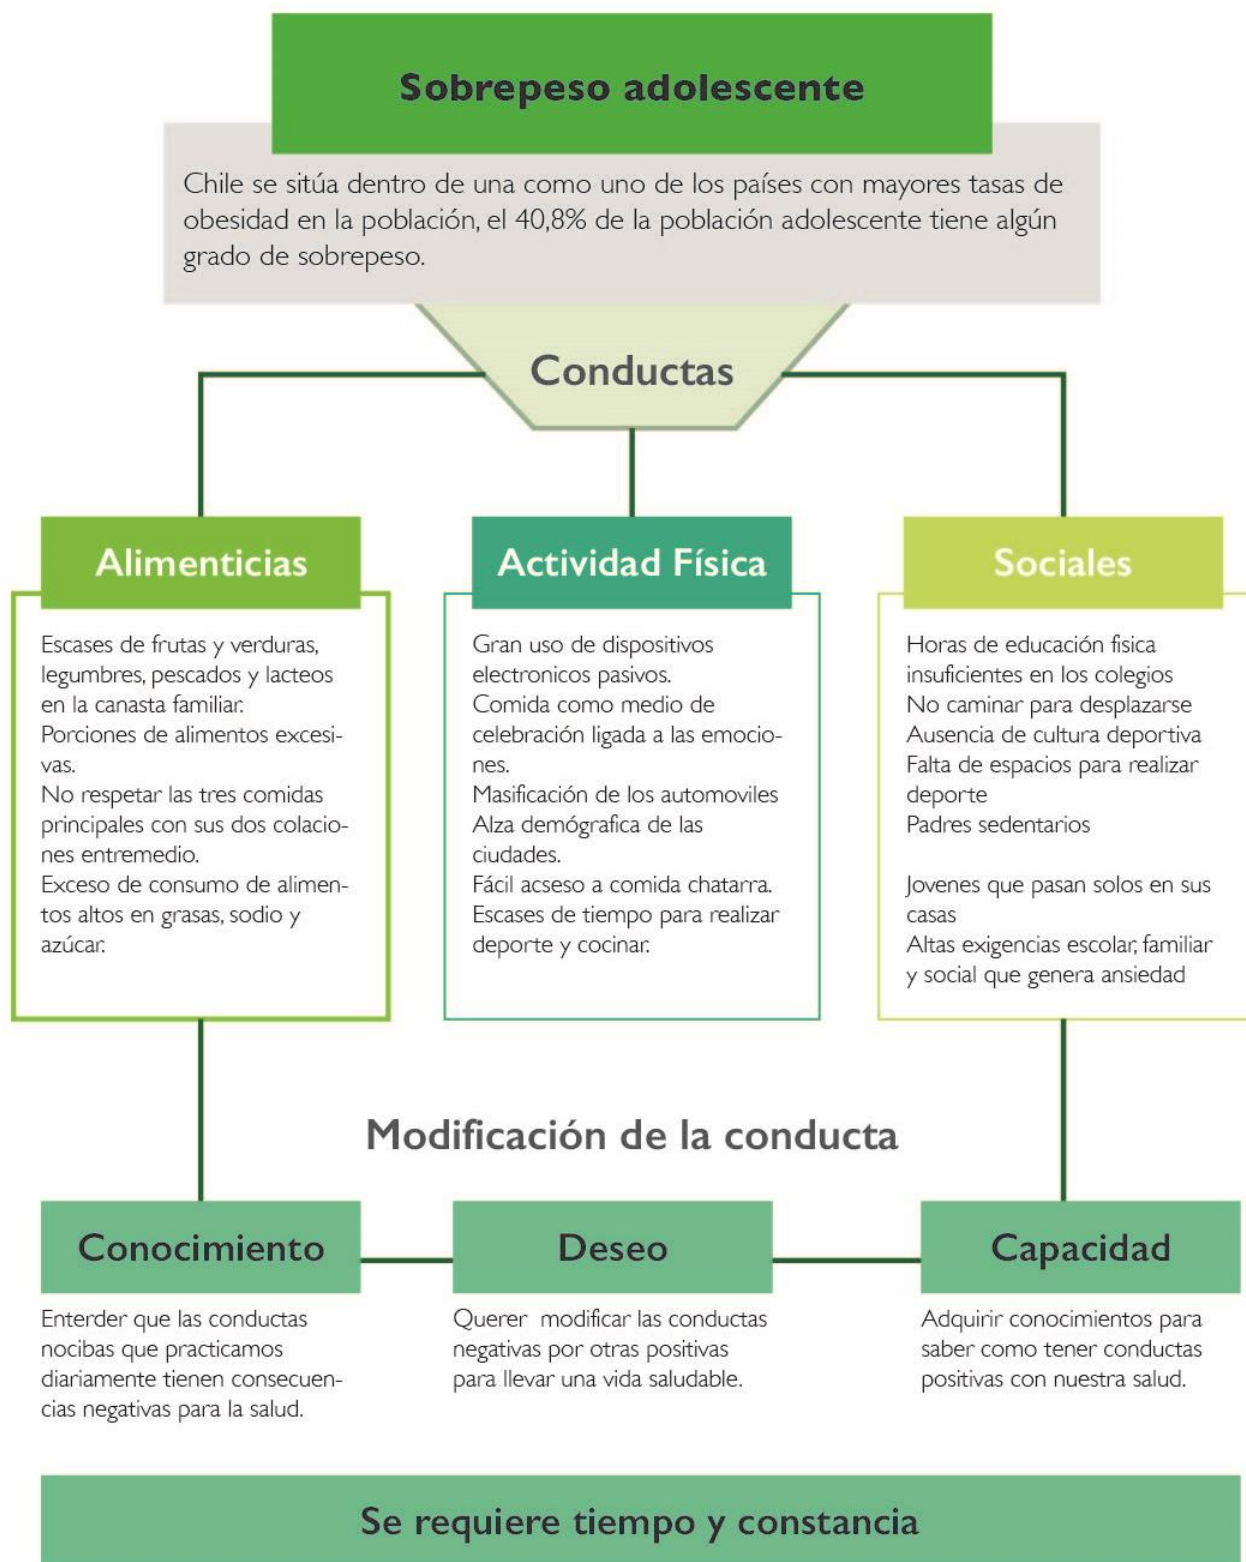 Sobrepeso adolescente
Chile se sitúa dentro de una como uno de los países con mayores tasas de
obesidad en la población, el 40,8% de la población adolescente tiene algún
grado de sobrepeso.
Conductas
Alimenticias
Escases de frutas y verduras,
legumbres, pescados y lacteos
en la canasta familiar.
Porciones de alimentos excesi-
vas.
No respetar las tres comidas
principales con sus dos colacio-
nes entremedio.
Exceso de consumo de alimen-
tos altos en grasas, sodio y
azúcar.
Actividad Física
Gran uso de dispositivos
electronicos pasivos.
Comida como medio de
celebración ligada a las emocio-
nes.
Masificación de los automoviles
Alza demógrafica de las
ciudades.
Fácil acseso a comida chatarra.
Escases de tiempo para realizar
deporte y cocinar.
Sociales
Horas de educación fisica
insuficientes en los colegios
No caminar para desplazarse
Ausencia de cultura deportiva
Falta de espacios para realizar
deporte
Padres sedentarios
Jovenes que pasan solos en sus
casas
Altas exigencias escolar, familiar
y social que genera ansiedad
Modificación de la conducta
Conocimiento
Enterder que las conductas
nocibas que practicamos
diariamente tienen consecuen-
cias negativas para la salud.
Deseo
Querer modificar las conductas
negativas por otras positivas
para llevar una vida saludable.
Capacidad
Adquirir conocimientos para
saber como tener conductas
positivas con nuestra salud.
Se requiere tiempo y constancia